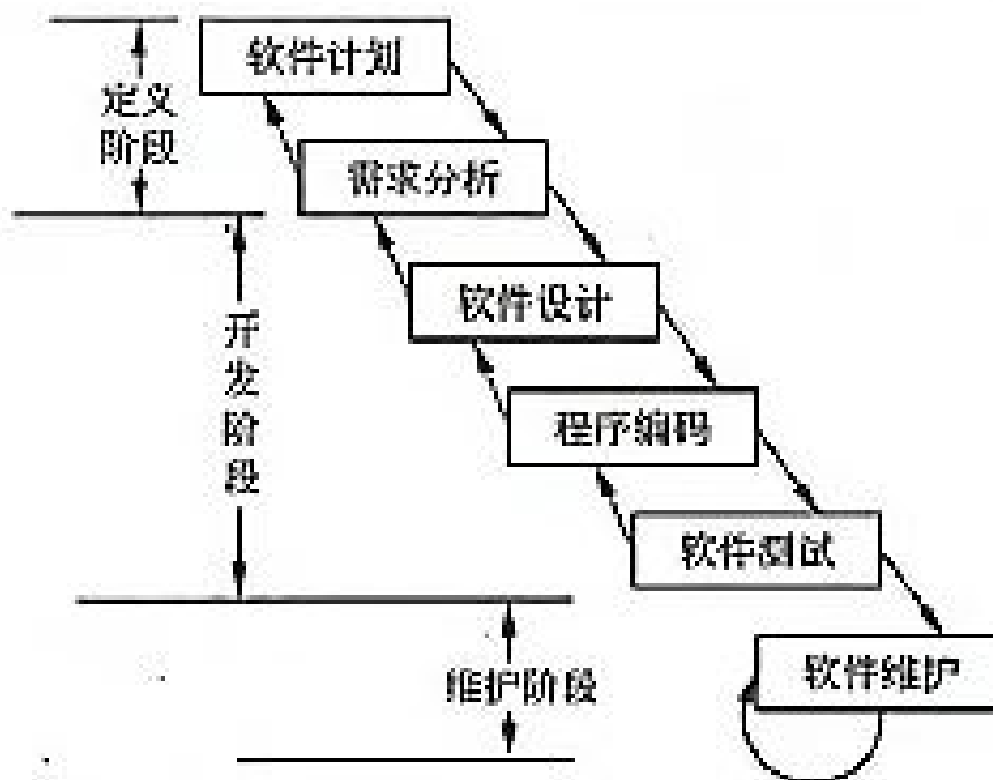 软件计划
定义
阶段
需求分析
软件设计
开
发
阶
段
程序编码
软件测试
维护阶段
软件维护